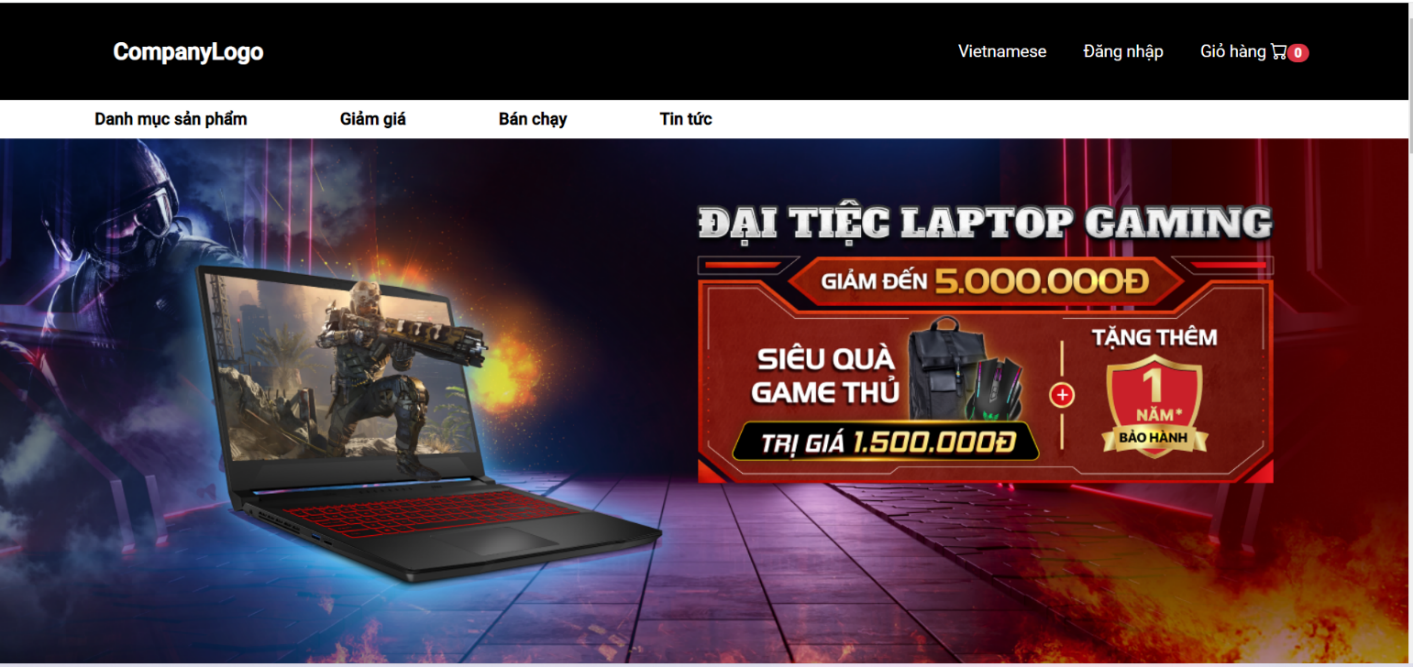 CompanyLogo
Vietnamese
Đăng nhập
Giỏ hàng 0
Danh mục sản phẩm
Giảm giá
Bán chạy
Tin tức
ĐẠI TIỆC LAPTOP GAMING
GIẢM ĐẾN 5.000.000Đ
SIÊU QUÀ
GAME THỦ
TRỊ GIÁ 1.500.000Đ
+
TẶNG THÊM
1
NĂM*
BẢO HÀNH